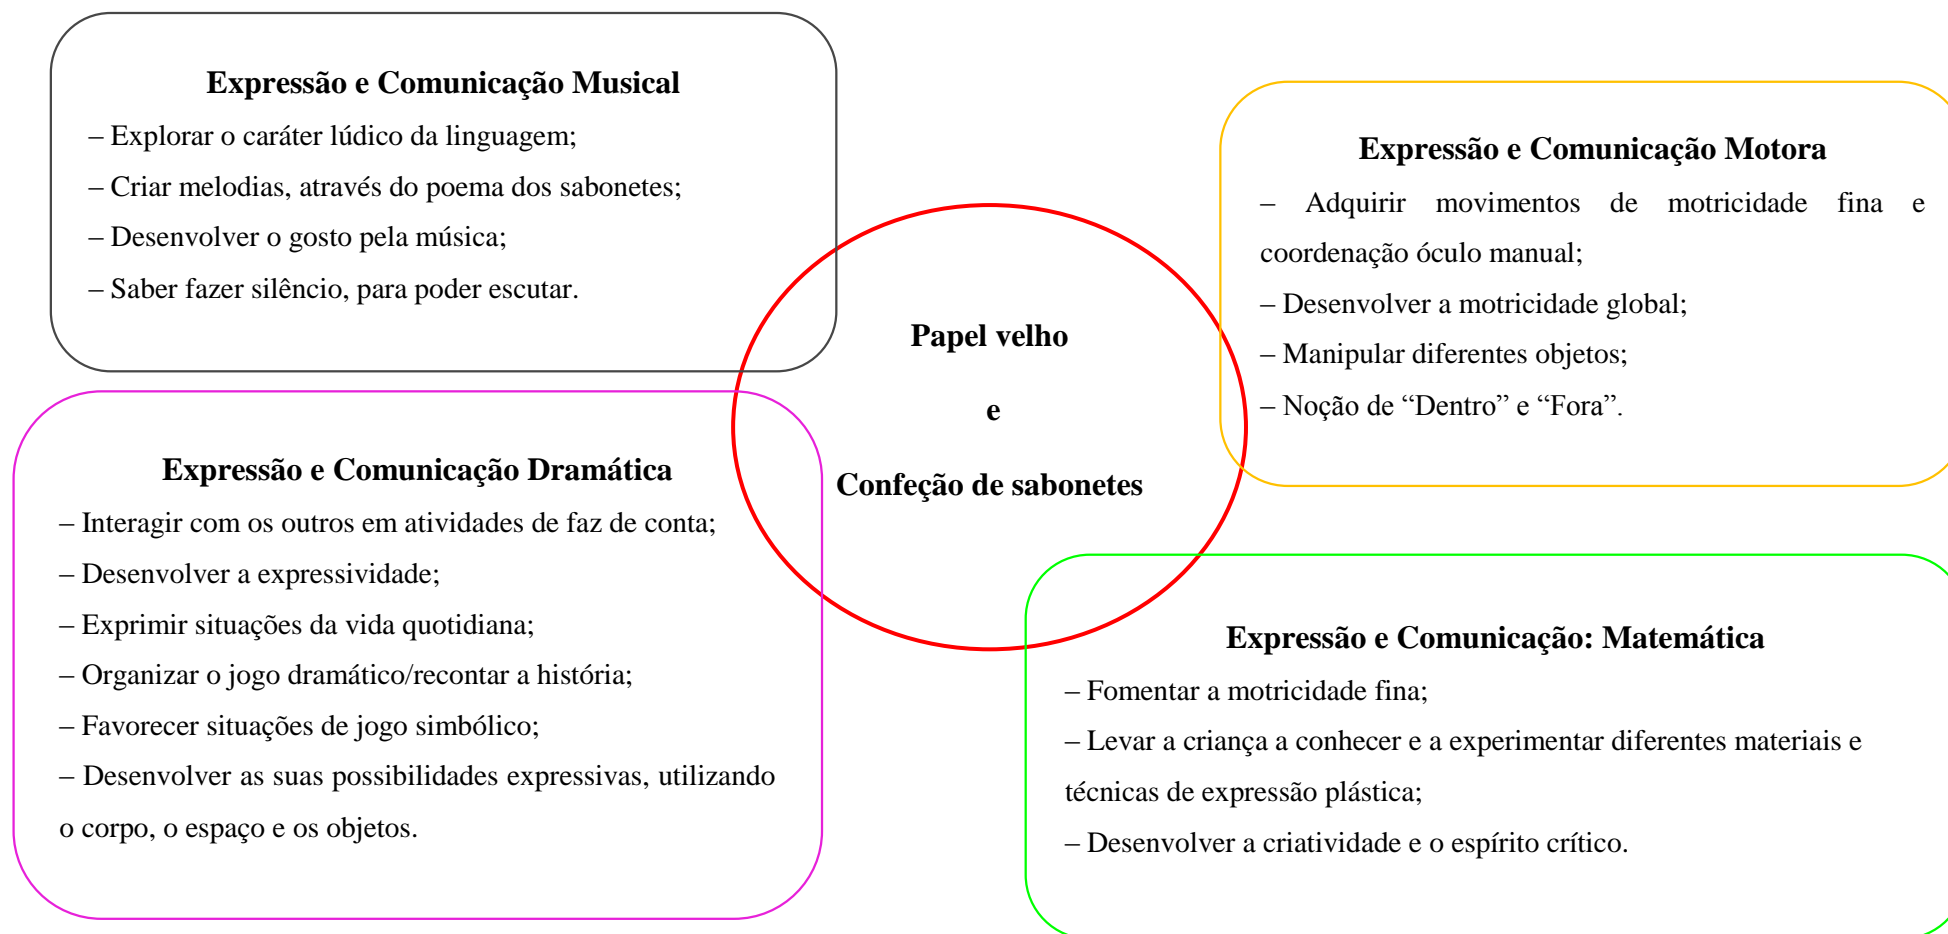 Expressão e Comunicação Musical
– Explorar o caráter lúdico da linguagem;
– Criar melodias, através do poema dos sabonetes;
– Desenvolver o gosto pela música;
– Saber fazer silêncio, para poder escutar.
Expressão e Comunicação Motora
– Adquirir movimentos de motricidade fina e
coordenação óculo manual;
– Desenvolver a motricidade global;
– Manipular diferentes objetos;
– Noção de “Dentro” e “Fora”.
Papel velho
e
Confeção de sabonetes
Expressão e Comunicação Dramática
– Interagir com os outros em atividades de faz de conta;
– Desenvolver a expressividade;
– Exprimir situações da vida quotidiana;
– Organizar o jogo dramático/recontar a história;
– Favorecer situações de jogo simbólico;
– Desenvolver as suas possibilidades expressivas, utilizando
o corpo, o espaço e os objetos.
Expressão e Comunicação: Matemática
– Fomentar a motricidade fina;
– Levar a criança a conhecer e a experimentar diferentes materiais e
técnicas de expressão plástica;
– Desenvolver a criatividade e o espírito crítico.